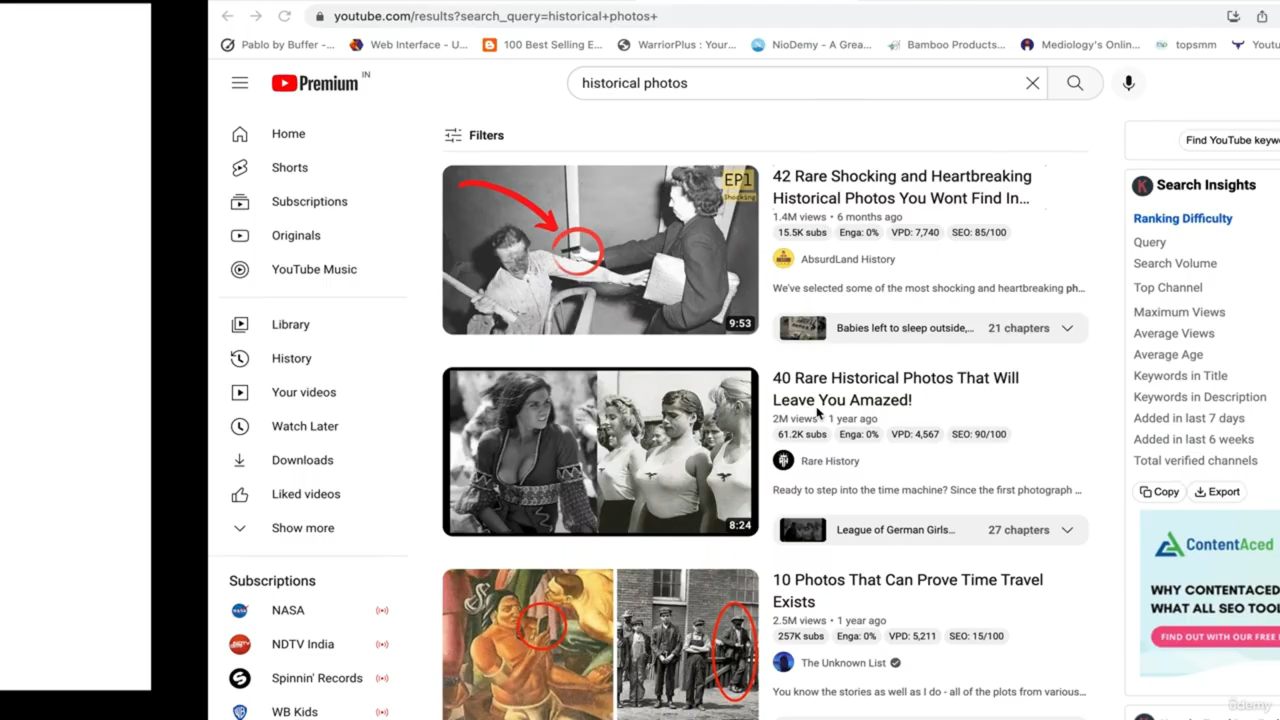 youtube.com/results?search_query=historical+photos+
Pablo by Buffer -...
Web Interface - U...
100 Best Selling E...
WarriorPlus : Your...
NioDemy - A Grea...
Bamboo Products...
Mediology's Onlin...
topsmm
Youtu
Premium
IN
historical photos
Home
Shorts
Subscriptions
Originals
YouTube Music
Library
History
Your videos
Watch Later
Downloads
Liked videos
Show more
Subscriptions
NASA
NDTV India
Spinnin' Records
WB Kids
Filters
EP1
Shocking
9:53
42 Rare Shocking and Heartbreaking
Historical Photos You Wont Find In...
1.4M views • 6 months ago
15.5K subs Enga: 0% VPD: 7,740 SEO: 85/100
AbsurdLand History
We've selected some of the most shocking and heartbreaking ph...
Babies left to sleep outside,... 21 chapters
8:24
40 Rare Historical Photos That Will
Leave You Amazed!
2M views • 1 year ago
61.2K subs Enga: 0% VPD: 4,567 SEO: 90/100
Rare History
Ready to step into the time machine? Since the first photograph ...
League of German Girls... 27 chapters
10 Photos That Can Prove Time Travel
Exists
2.5M views • 1 year ago
257K subs Enga: 0% VPD: 5,211 SEO: 15/100
The Unknown List
You know the stories as well as I do - all of the plots from various...
Find YouTube keyw
K
Search Insights
Ranking Difficulty
Query
Search Volume
Top Channel
Maximum Views
Average Views
Average Age
Keywords in Title
Keywords in Description
Added in last 7 days
Added in last 6 weeks
Total verified channels
Copy Export
ContentAced
WHY CONTENTACED
WHAT ALL SEO TOOL
FIND OUT WITH OUR FREE
ûdemy